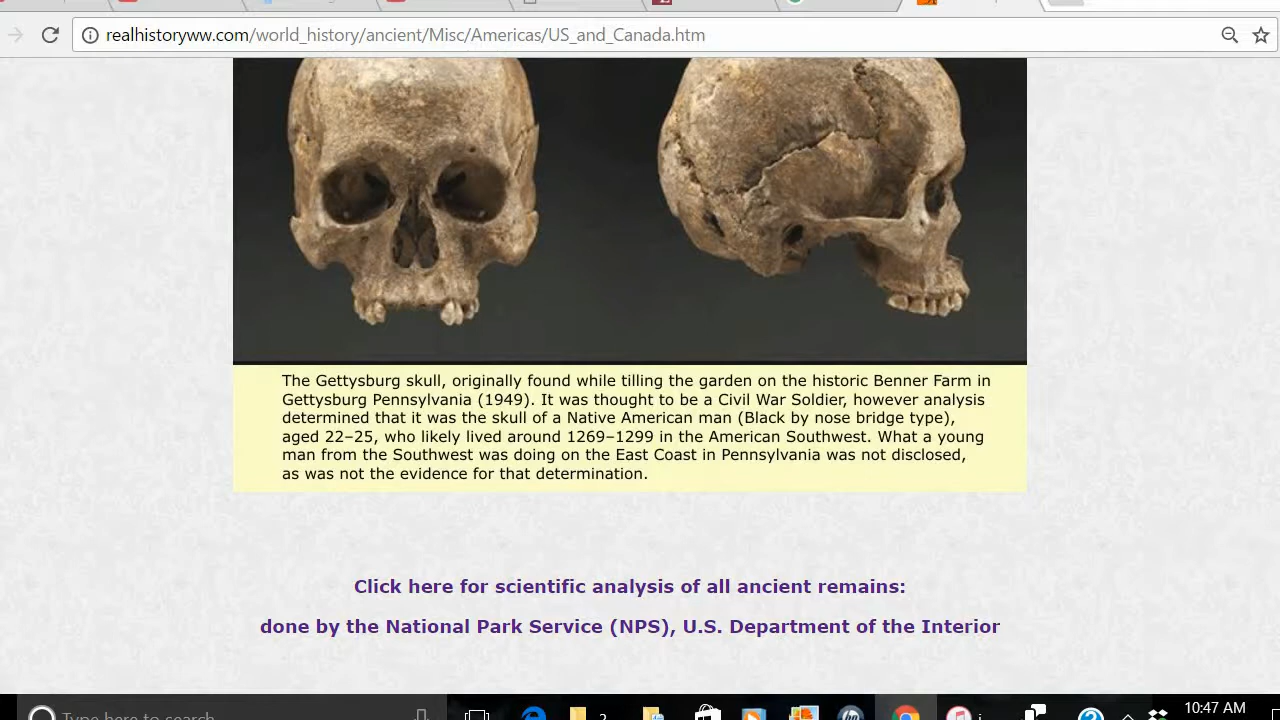 realhistoryww.com/world_history/ancient/Misc/Americas/US_and_Canada.htm
The Gettysburg skull, originally found while tilling the garden on the historic Benner Farm in
Gettysburg Pennsylvania (1949). It was thought to be a Civil War Soldier, however analysis
determined that it was the skull of a Native American man (Black by nose bridge type),
aged 22–25, who likely lived around 1269–1299 in the American Southwest. What a young
man from the Southwest was doing on the East Coast in Pennsylvania was not disclosed,
as was not the evidence for that determination.
Click here for scientific analysis of all ancient remains:
done by the National Park Service (NPS), U.S. Department of the Interior
Type here to search
2
i
10:47 AM